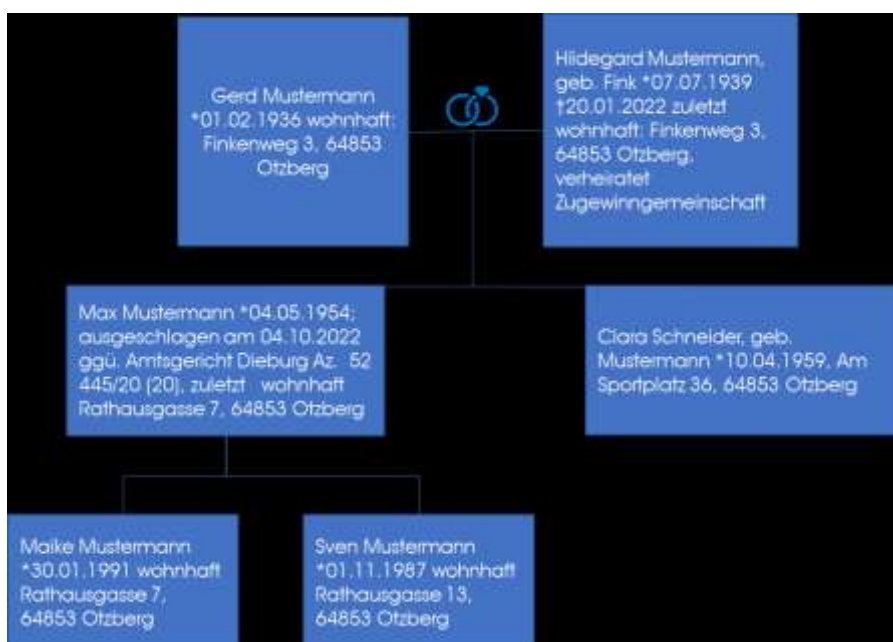 Gerd Mustermann
*01.02.1936 wohnhaft:
Finkenweg 3, 64853
Otzberg
Hildegard Mustermann,
geb. Fink *07.07.1939
†20.01.2022 zuletzt
wohnhaft: Finkenweg 3,
64853 Otzberg,
verheiratet
Zugewinngemeinschaft
Max Mustermann *04.05.1954;
ausgeschlagen am 04.10.2022
ggü. Amtsgericht Dieburg Az. 52
445/20 (20), zuletzt wohnhaft
Rathausgasse 7, 64853 Otzberg
Clara Schneider, geb.
Mustermann *10.04.1959, Am
Sportplatz 36, 64853 Otzberg
Maike Mustermann
*30.01.1991 wohnhaft
Rathausgasse 7,
64853 Otzberg
Sven Mustermann
*01.11.1987 wohnhaft
Rathausgasse 13,
64853 Otzberg